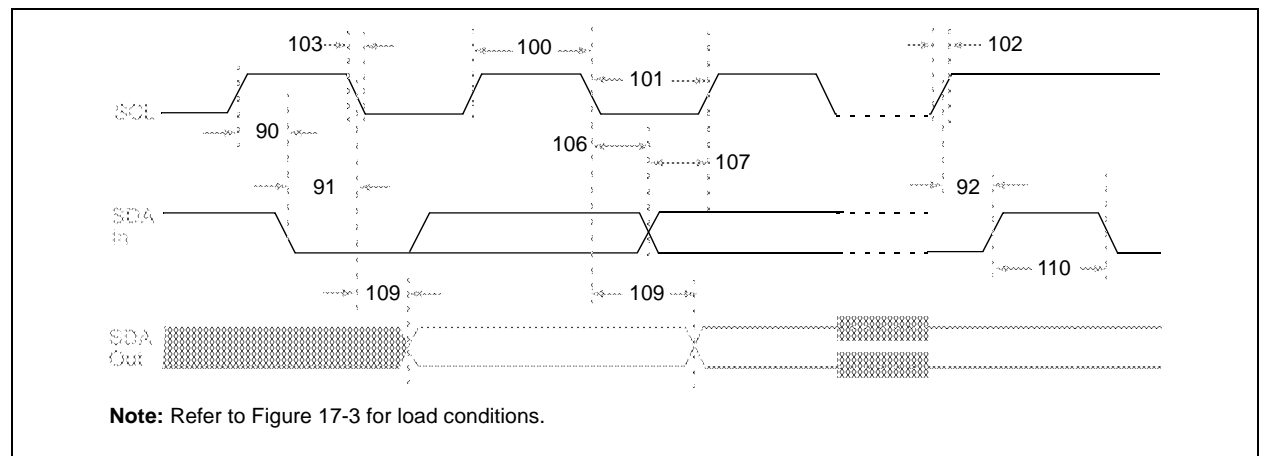 103
100
101
102
SCL
90
106
107
91
92
SDA
In
110
109
109
SDA
Out
Note: Refer to Figure 17-3 for load conditions.